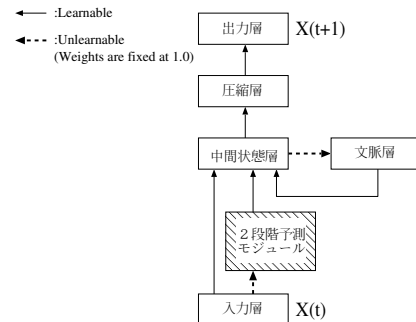 :Learnable
:Unlearnable
(Weights are fixed at 1.0)
出力層 X(t+1)
圧縮層
中間状態層
文脈層
2段階予測
モジュール
入力層 X(t)